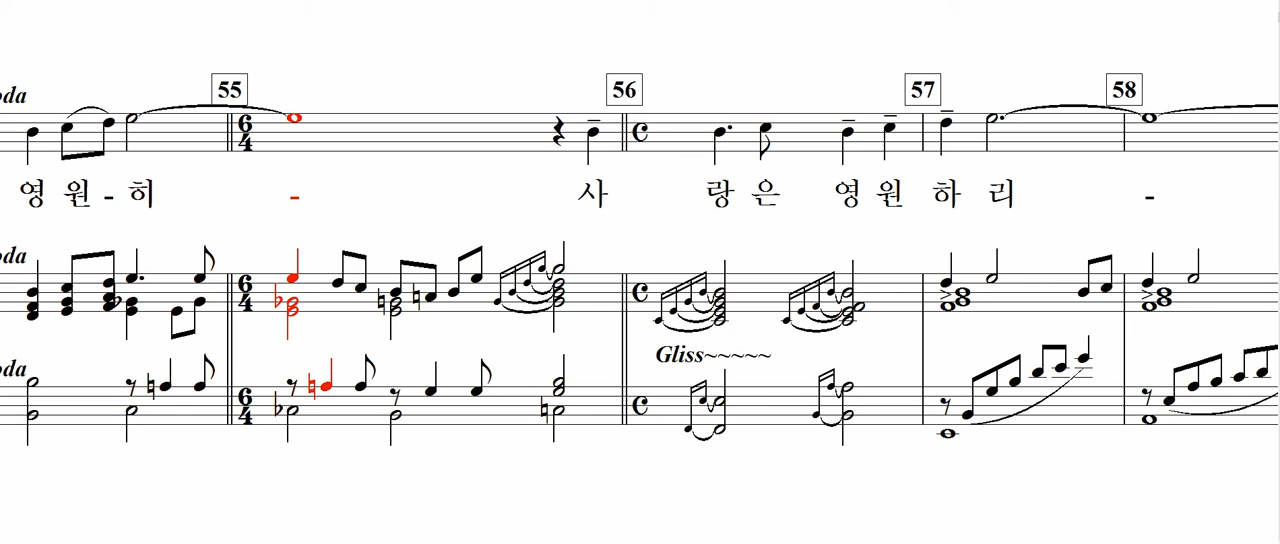 oda
55 56 57 58
영 원 - 히 - 사 랑 은 영 원 하 리 -
oda
Gliss~~~~~
oda